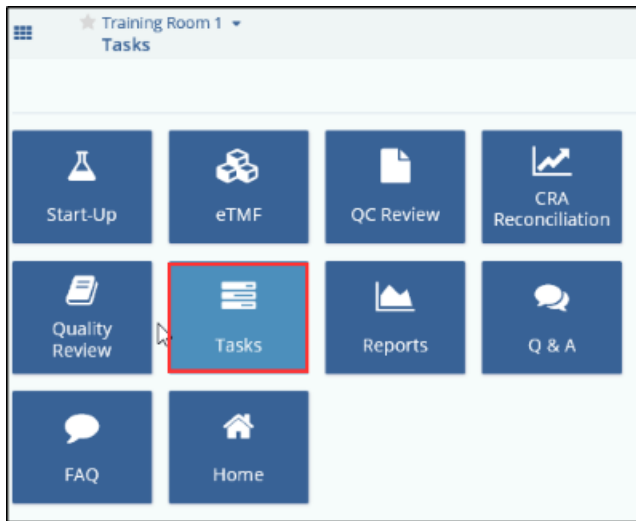 Training Room 1
Tasks
Start-Up
eTMF
QC Review
CRA
Reconciliation
Quality
Review
Tasks
Reports
Q & A
FAQ
Home